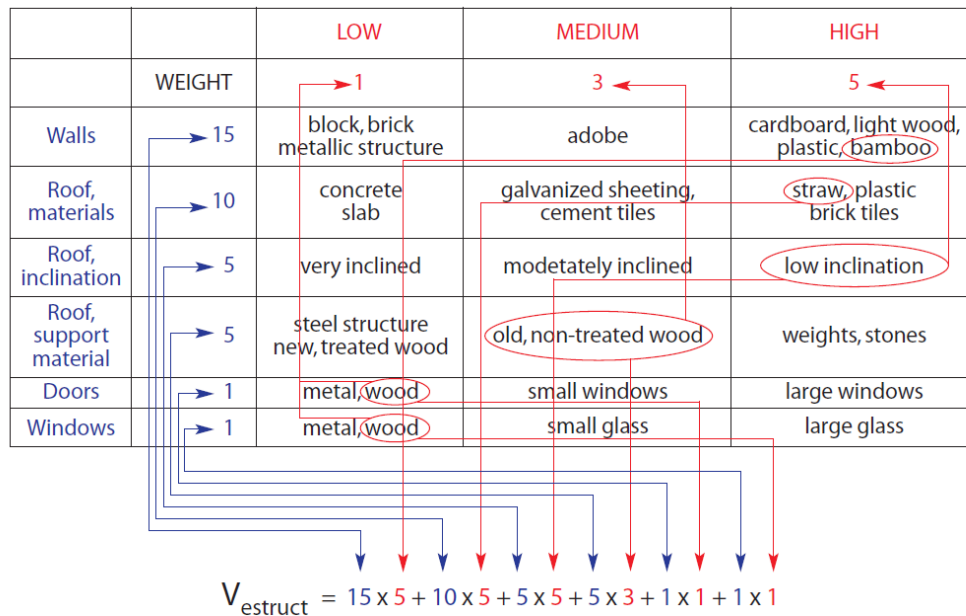 LOW MEDIUM HIGH
WEIGHT 1 3 5
Walls 15 block, brick metallic structure adobe cardboard, light wood, plastic, bamboo
Roof, materials 10 concrete slab galvanized sheeting, cement tiles straw, plastic brick tiles
Roof, inclination 5 very inclined modetately inclined low inclination
Roof, support material 5 steel structure new, treated wood old, non-treated wood weights, stones
Doors 1 metal, wood small windows large windows
Windows 1 metal, wood small glass large glass
V estruct = 15 x 5 + 10 x 5 + 5 x 5 + 5 x 3 + 1 x 1 + 1 x 1